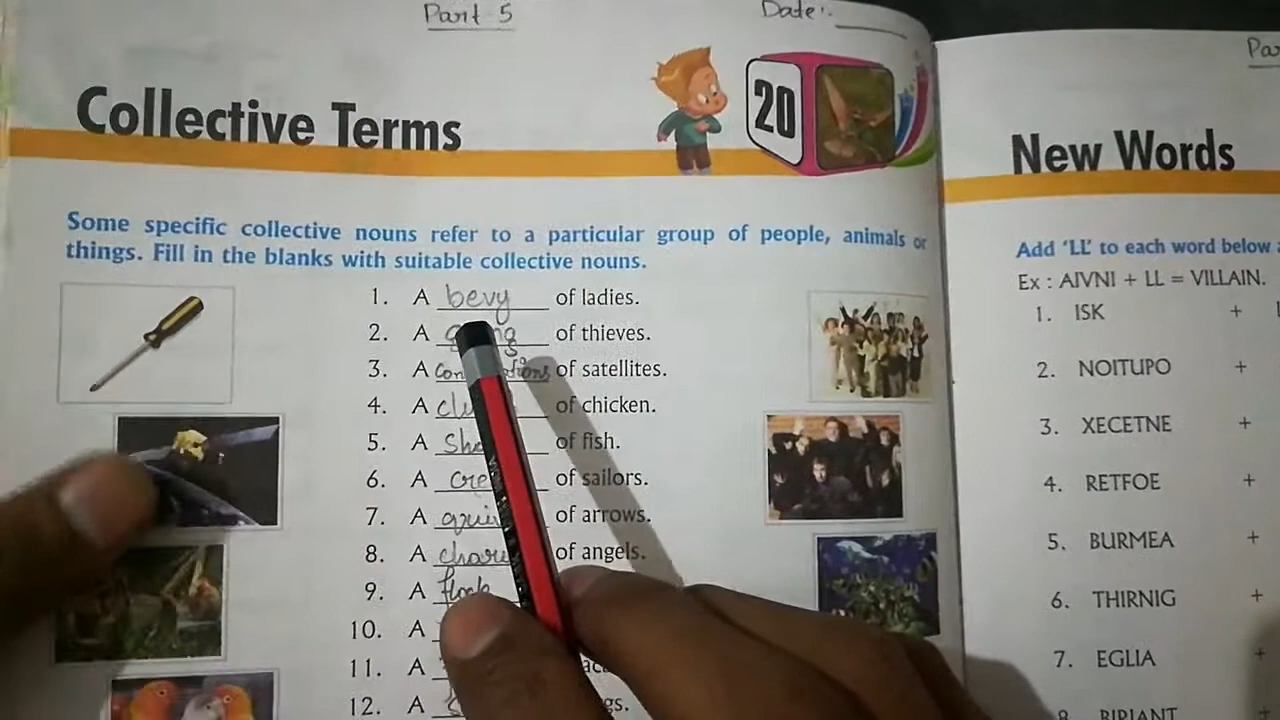 Part 5
Date:
Collective Terms
20
Some specific collective nouns refer to a particular group of people, animals or
things. Fill in the blanks with suitable collective nouns.
1. A bevy of ladies.
2. A of thieves.
3. A of satellites.
4. A of chicken.
5. A of fish.
6. A of sailors.
7. A of arrows.
8. A of angels.
9. A flock
10. A
11. A
12. A
New Words
Add 'LL' to each word below
Ex : AIVNI + LL = VILLAIN.
1. ISK +
2. NOITUPO +
3. XECETNE +
4. RETFOE +
5. BURMEA +
6. THIRNIG +
7. EGLIA +
8.